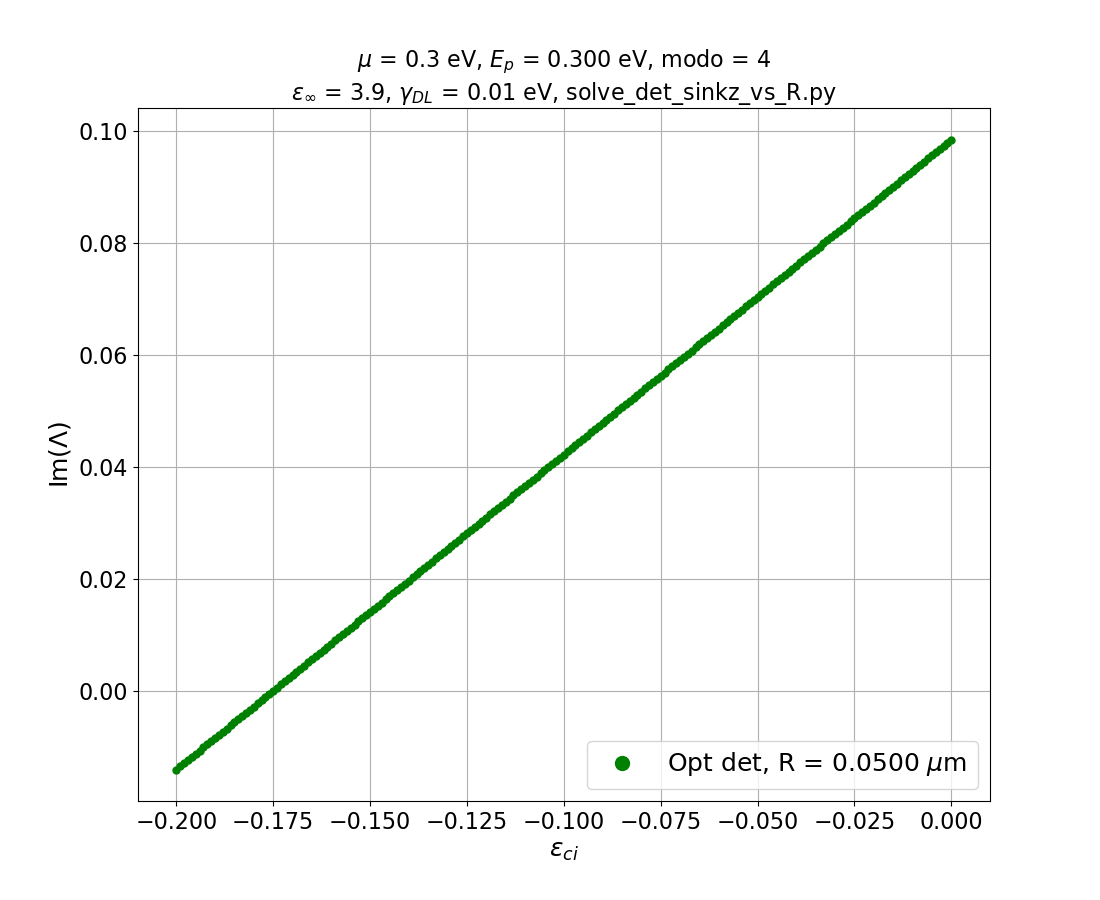 μ = 0.3 eV, E_p = 0.300 eV, modo = 4
ε_∞ = 3.9, γ_DL = 0.01 eV, solve_det_sinkz_vs_R.py
0.10
0.08
0.06
0.04
0.02
0.00
Im(Λ)
Opt det, R = 0.0500 μm
−0.200 −0.175 −0.150 −0.125 −0.100 −0.075 −0.050 −0.025 0.000
ε_ci